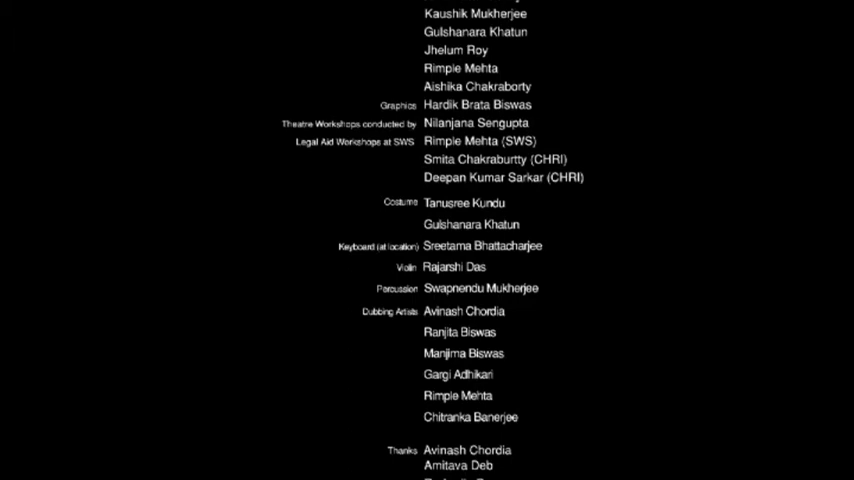 Kaushik Mukherjee
Gulshanara Khatun
Jhelum Roy
Rimple Mehta
Aishika Chakraborty
Graphics Hardik Brata Biswas
Theatre Workshops conducted by Nilanjana Sengupta
Legal Aid Workshops at SWS Rimple Mehta (SWS)
Smita Chakraburtty (CHRI)
Deepan Kumar Sarkar (CHRI)
Costume Tanusree Kundu
Gulshanara Khatun
Keyboard (at location) Sreetama Bhattacharjee
Violin Rajarshi Das
Percussion Swapnendu Mukherjee
Dubbing Artists Avinash Chordia
Ranjita Biswas
Manjima Biswas
Gargi Adhikari
Rimple Mehta
Chitranka Banerjee
Thanks Avinash Chordia
Amitava Deb